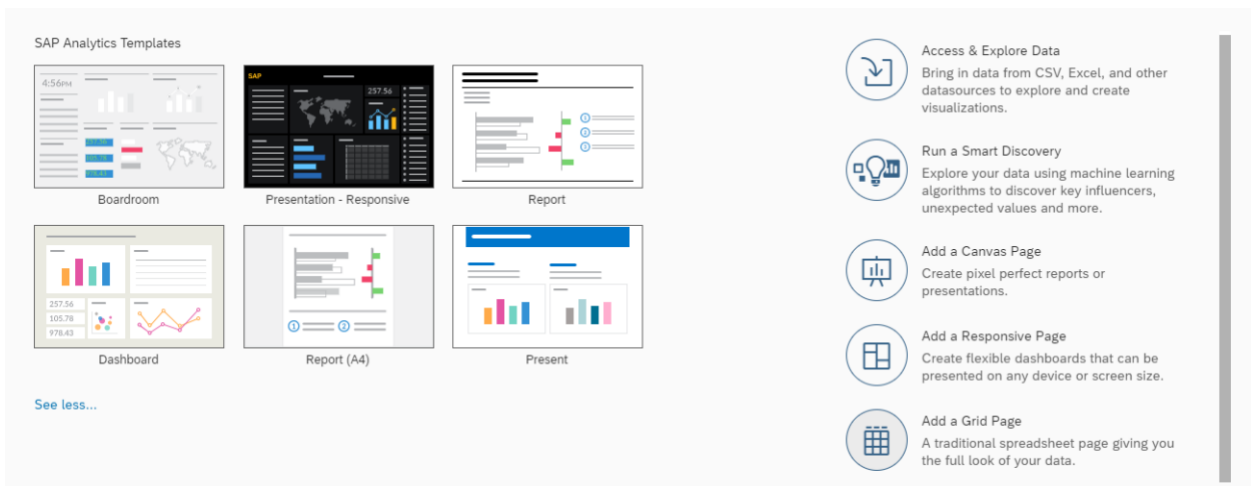 SAP Analytics Templates
4:56PM
SAP
257.56
Boardroom
Presentation - Responsive
1
2
3
Report
257.56
105.78
978.43
Dashboard
1
2
Report (A4)
Present
See less...
Access & Explore Data
Bring in data from CSV, Excel, and other
datasources to explore and create
visualizations.
Run a Smart Discovery
Explore your data using machine learning
algorithms to discover key influencers,
unexpected values and more.
Add a Canvas Page
Create pixel perfect reports or
presentations.
Add a Responsive Page
Create flexible dashboards that can be
presented on any device or screen size.
Add a Grid Page
A traditional spreadsheet page giving you
the full look of your data.